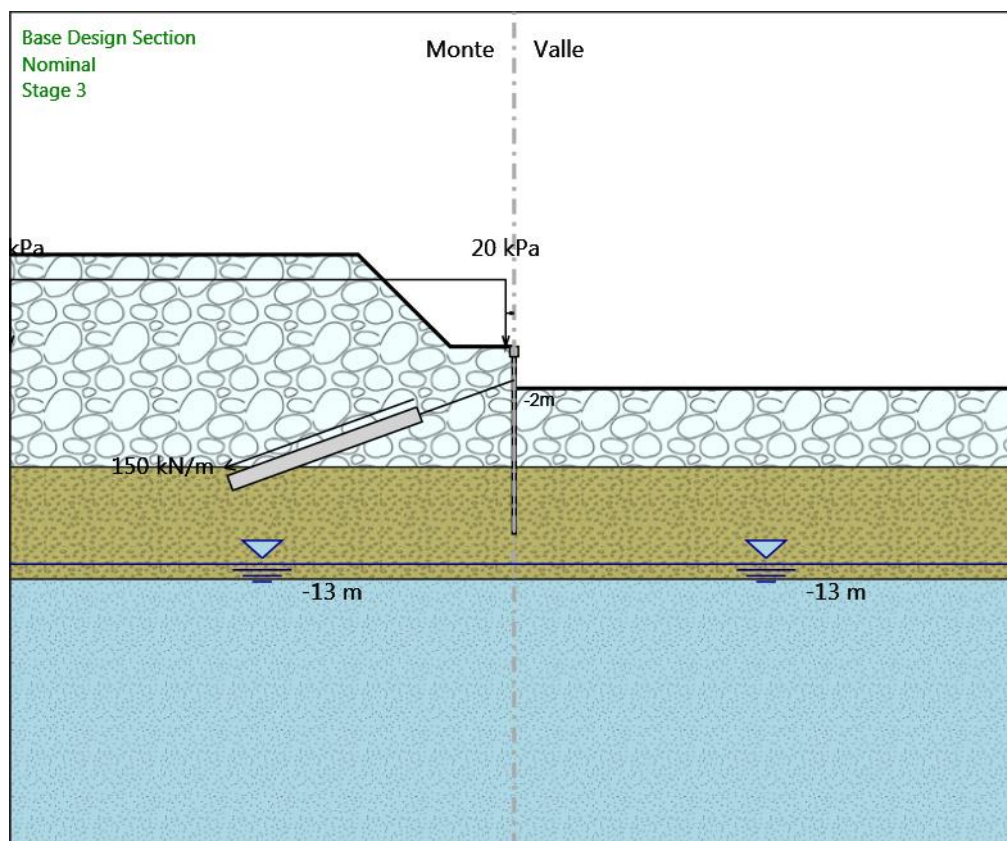 Base Design Section
Nominal
Stage 3
Monte
Valle
kPa
20 kPa
-2m
150 kN/m
-13 m
-13 m